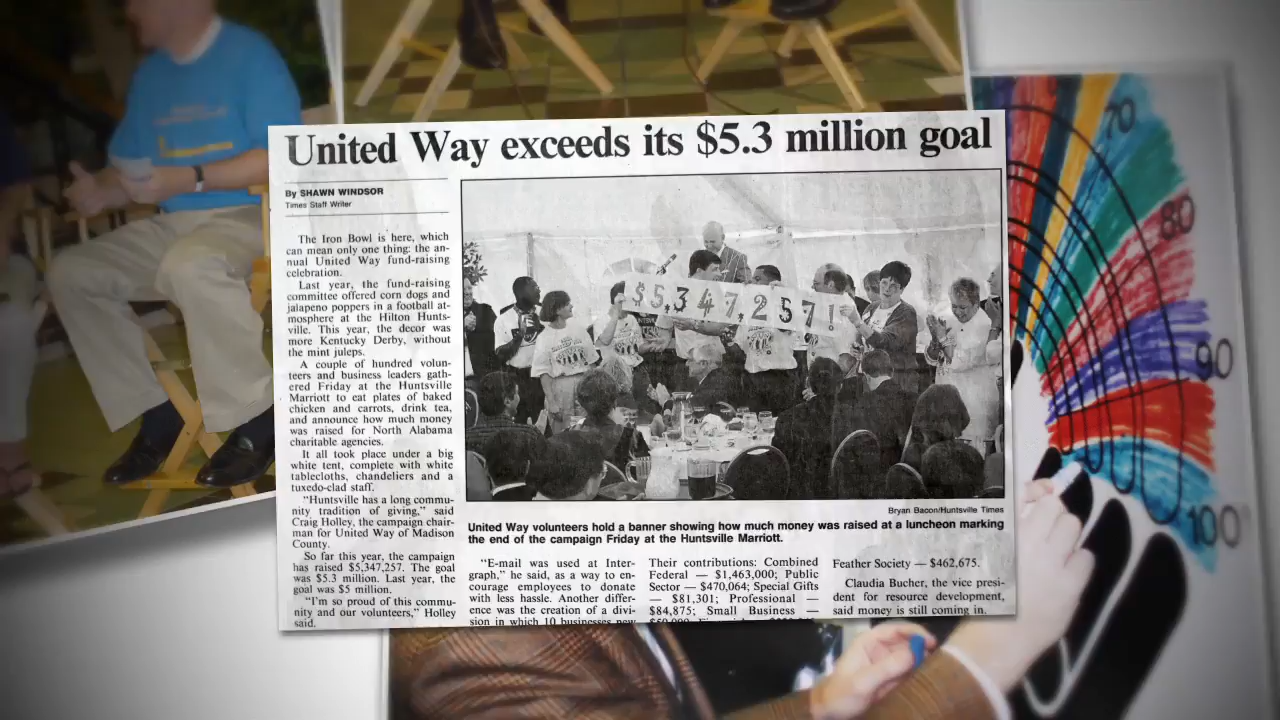 United Way exceeds its $5.3 million goal
By SHAWN WINDSOR
Times Staff Writer
The Iron Bowl is here, which
can mean only one thing: the an-
nual United Way fund-raising
celebration.
Last year, the fund-raising
committee offered corn dogs and
jalapeno poppers in a football at-
mosphere at the Hilton Hunts-
ville. This year, the decor was
more Kentucky Derby, without
the mint juleps.
A couple of hundred volun-
teers and business leaders gath-
ered Friday at the Huntsville
Marriott to eat plates of baked
chicken and carrots, drink tea,
and announce how much money
was raised for North Alabama
charitable agencies.
It all took place under a big
white tent, complete with white
tablecloths, chandeliers and a
tuxedo-clad staff.
"Huntsville has a long commu-
nity tradition of giving," said
Craig Holley, the campaign chair-
man for United Way of Madison
County.
So far this year, the campaign
has raised $5,347,257. The goal
was $5.3 million. Last year, the
goal was $5 million.
"I'm so proud of this commu-
nity and our volunteers," Holley
said.
$5,347,257!
Bryan Bacon/Huntsville Times
United Way volunteers hold a banner showing how much money was raised at a luncheon marking
the end of the campaign Friday at the Huntsville Marriott.
"E-mail was used at Inter-
graph," he said, as a way to en-
courage employees to donate
with less hassle. Another differ-
ence was the creation of a divi-
sion in which 10 businesses new
Their contributions: Combined
Federal — $1,463,000; Public
Sector — $470,064; Special Gifts
— $81,301; Professional —
$84,875; Small Business —
Feather Society — $462,675.
Claudia Bucher, the vice presi-
dent for resource development,
said money is still coming in.
70
80
90
100